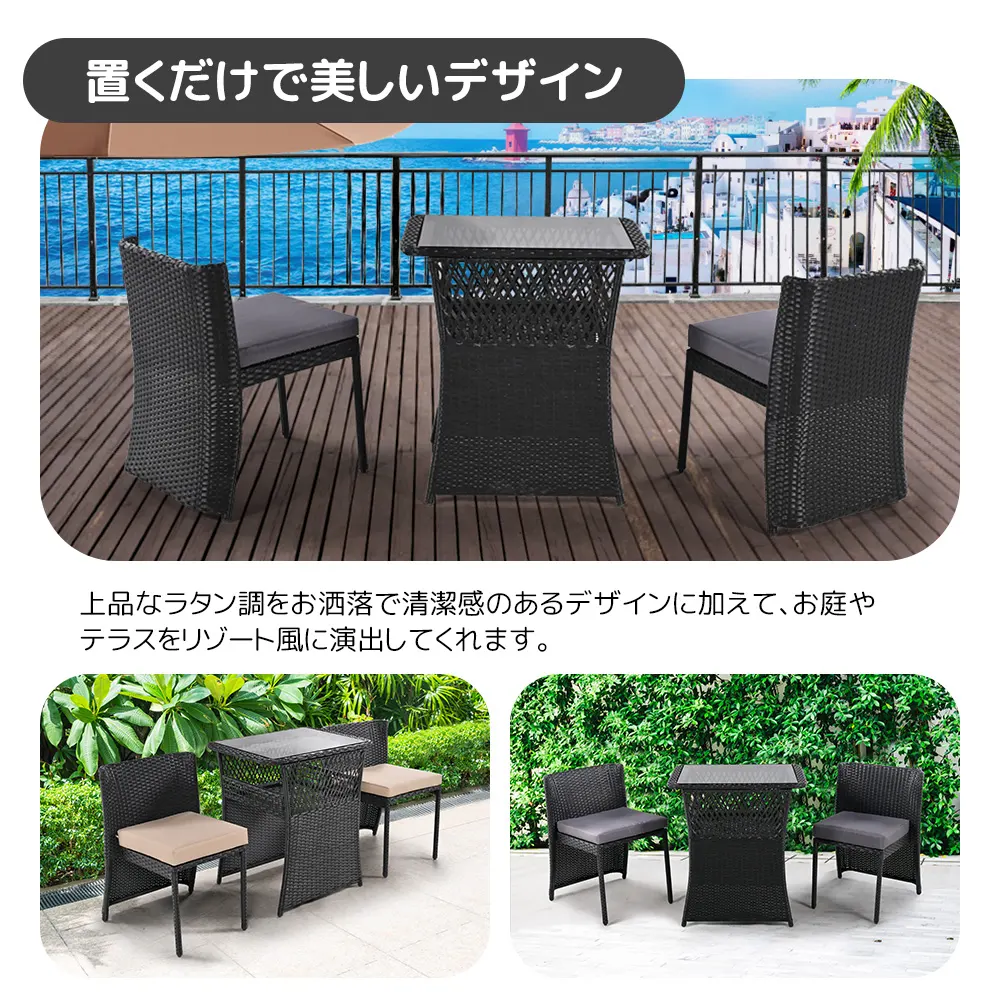 置くだけで美しいデザイン
上品なラタン調をお洒落で清潔感のあるデザインに加えて、お庭や
テラスをリゾート風に演出してくれます。